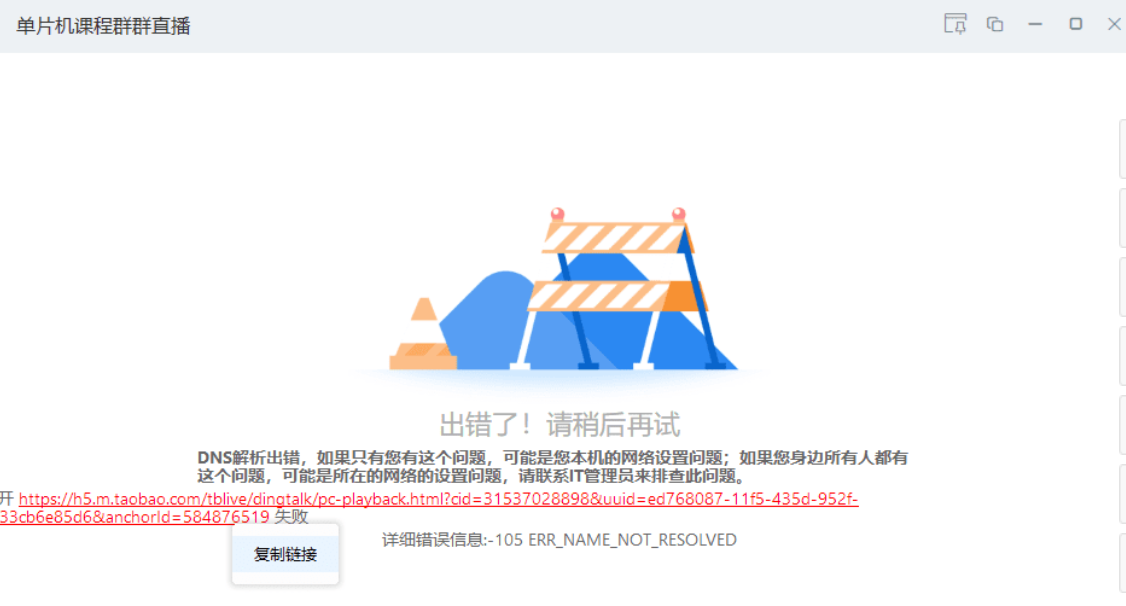 单片机课程群群直播
出错了！请稍后再试
DNS解析出错，如果只有您有这个问题，可能是您本机的网络设置问题；如果您身边所有人都有
这个问题，可能是所在的网络的设置问题，请联系IT管理员来排查此问题。
开 https://h5.m.taobao.com/tblive/dingtalk/pc-playback.html?cid=31537028898&uuid=ed768087-11f5-435d-952f-
33cb6e85d6&anchorId=584876519 失败
详细错误信息:-105 ERR_NAME_NOT_RESOLVED
复制链接